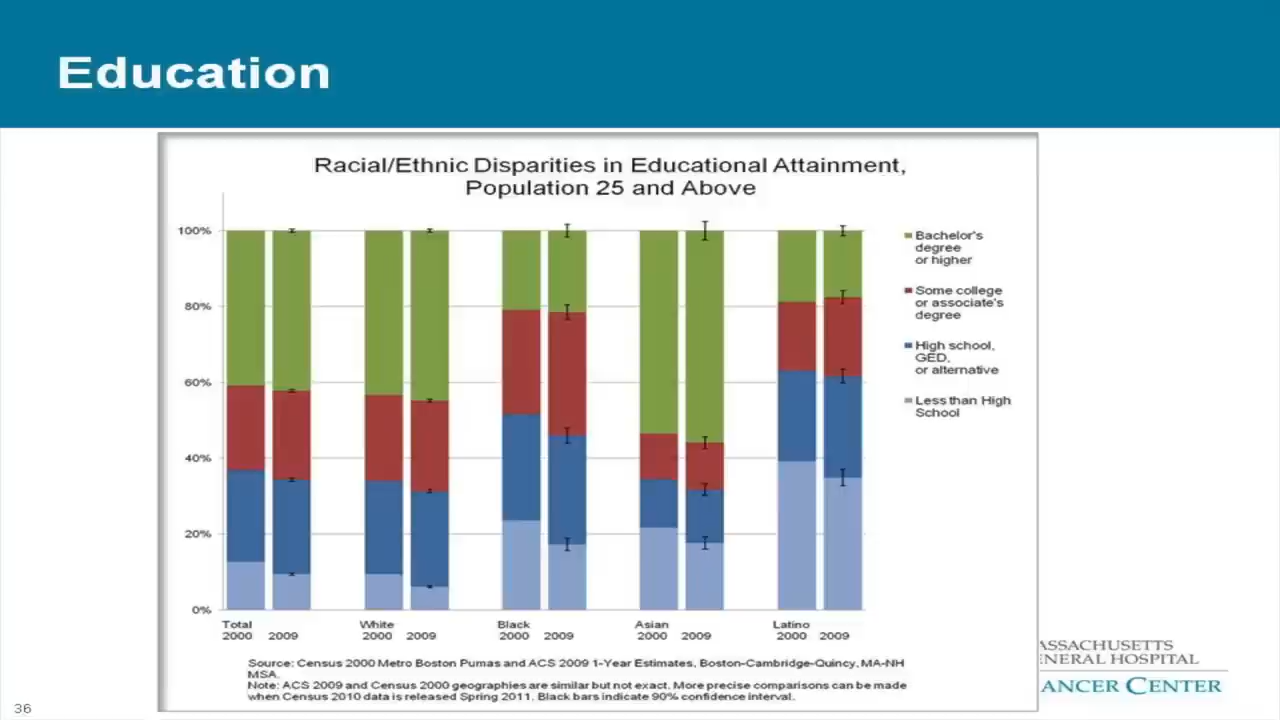 Education
Racial/Ethnic Disparities in Educational Attainment,
Population 25 and Above
100%
80%
60%
40%
20%
0%
Total
2000 2009
White
2000 2009
Black
2000 2009
Asian
2000 2009
Latino
2000 2009
Bachelor's
degree
or higher
Some college
or associate's
degree
High school,
GED,
or alternative
Less than High
School
Source: Census 2000 Metro Boston Pumas and ACS 2009 1-Year Estimates, Boston-Cambridge-Quincy, MA-NH
MSA.
Note: ACS 2009 and Census 2000 geographies are similar but not exact. More precise comparisons can be made
when Census 2010 data is released Spring 2011. Black bars indicate 90% confidence interval.
ASSACHUSETTS
ENERAL HOSPITAL
ANCER CENTER
36